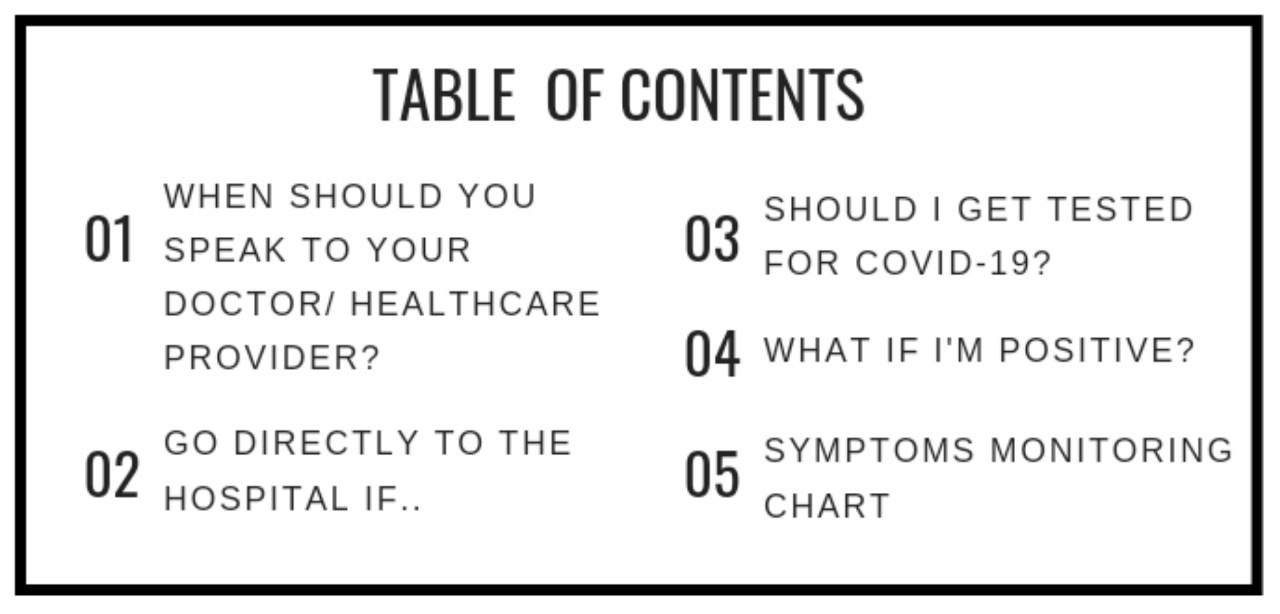 TABLE OF CONTENTS
01
WHEN SHOULD YOU
SPEAK TO YOUR
DOCTOR/ HEALTHCARE
PROVIDER?
02
GO DIRECTLY TO THE
HOSPITAL IF..
03
SHOULD I GET TESTED
FOR COVID-19?
04
WHAT IF I'M POSITIVE?
05
SYMPTOMS MONITORING
CHART